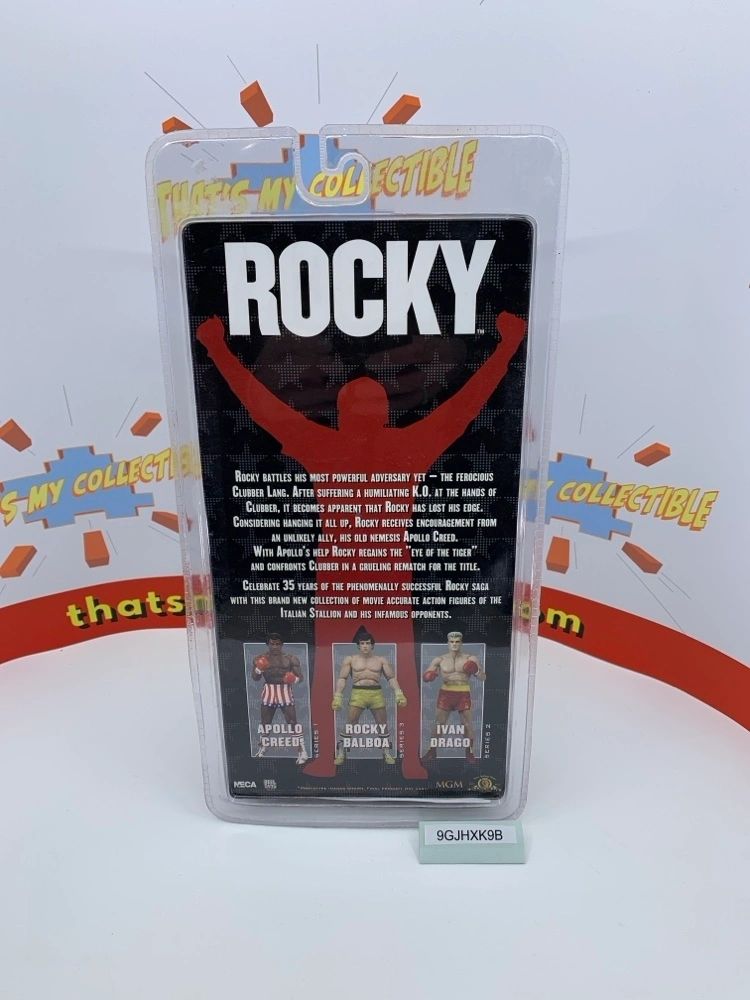 THAT'S MY COLLECTIBLE
ROCKY
TM
'S MY COLLECTI
MY COLLECTIBLE
ROCKY BATTLES HIS MOST POWERFUL ADVERSARY YET – THE FEROCIOUS
CLUBBER LANG. AFTER SUFFERING A HUMILIATING K.O. AT THE HANDS OF
CLUBBER, IT BECOMES APPARENT THAT ROCKY HAS LOST HIS EDGE.
CONSIDERING HANGING IT ALL UP, ROCKY RECEIVES ENCOURAGEMENT FROM
AN UNLIKELY ALLY, HIS OLD NEMESIS APOLLO CREED.
WITH APOLLO'S HELP ROCKY REGAINS THE "EYE OF THE TIGER"
AND CONFRONTS CLUBBER IN A GRUELING REMATCH FOR THE TITLE.
CELEBRATE 35 YEARS OF THE PHENOMENALLY SUCCESSFUL ROCKY SAGA
WITH THIS BRAND NEW COLLECTION OF MOVIE ACCURATE ACTION FIGURES OF THE
ITALIAN STALLION AND HIS INFAMOUS OPPONENTS.
thats
om
APOLLO
CREED
SERIES 1
ROCKY
BALBOA
SERIES 3
IVAN
DRAGO
SERIES 2
NECA
REEL
TOYS
MGM
9GJHXK9B